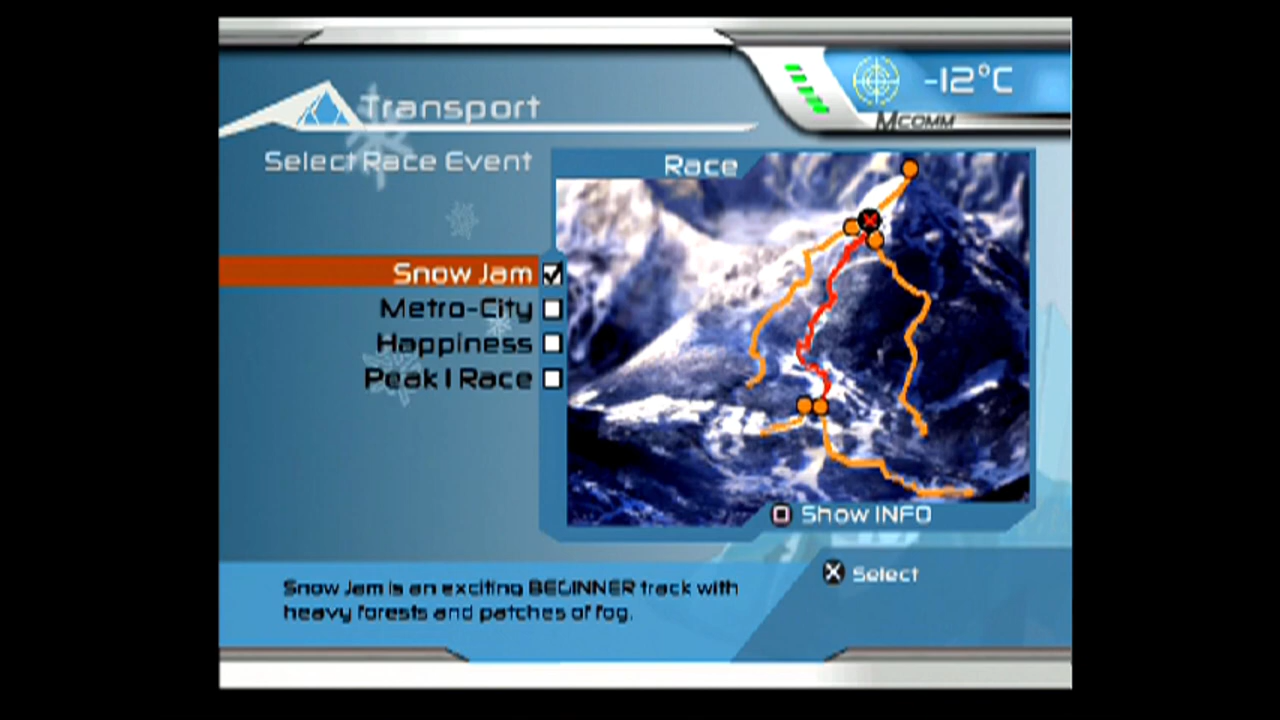 Transport
-12°C
MCOMM
Select Race Event
Race
Snow Jam
Metro-City
Happiness
Peak 1 Race
Show INFO
Select
Snow Jam is an exciting BEGINNER track with
heavy forests and patches of fog.